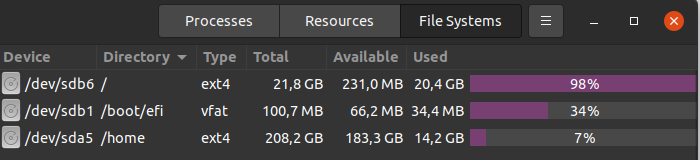 Processes Resources File Systems
Device Directory Type Total Available Used
/dev/sdb6 / ext4 21,8 GB 231,0 MB 20,4 GB 98%
/dev/sdb1 /boot/efi vfat 100,7 MB 66,2 MB 34,4 MB 34%
/dev/sda5 /home ext4 208,2 GB 183,3 GB 14,2 GB 7%